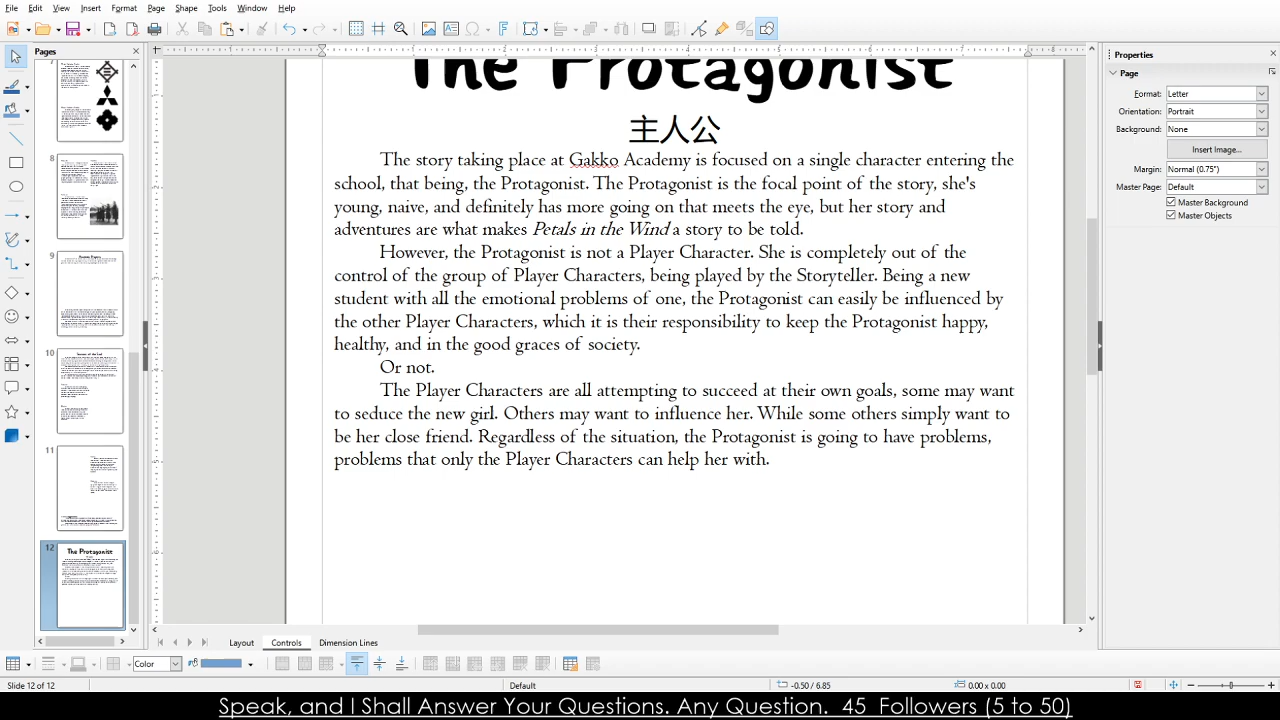 File Edit View Insert Format Page Shape Tools Window Help
Pages
Properties
Page
Format: Letter
Orientation: Portrait
Background: None
Insert Image...
Margin: Normal (0.75")
Master Page: Default
Master Background
Master Objects
7
8
9
10
11
12
The Protagonist
The Protagonist
主人公
The story taking place at Gakko Academy is focused on a single character entering the
school, that being, the Protagonist. The Protagonist is the focal point of the story, she's
young, naive, and definitely has more going on that meets the eye, but her story and
adventures are what makes Petals in the Wind a story to be told.
However, the Protagonist is not a Player Character. She is completely out of the
control of the group of Player Characters, being played by the Storyteller. Being a new
student with all the emotional problems of one, the Protagonist can easily be influenced by
the other Player Characters, which it is their responsibility to keep the Protagonist happy,
healthy, and in the good graces of society.
Or not.
The Player Characters are all attempting to succeed at their own goals, some may want
to seduce the new girl. Others may want to influence her. While some others simply want to
be her close friend. Regardless of the situation, the Protagonist is going to have problems,
problems that only the Player Characters can help her with.
Layout Controls Dimension Lines
Color
Slide 12 of 12 Default -0.50 / 6.85 0.00 x 0.00
Speak, and I Shall Answer Your Questions. Any Question. 45 Followers (5 to 50)